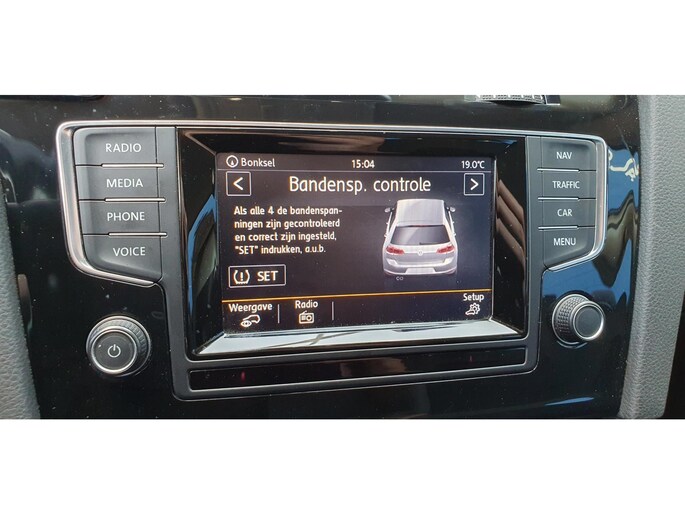 RADIO
MEDIA
PHONE
VOICE
Bonksel
15:04
19.0°C
<
Bandensp. controle
>
Als alle 4 de bandenspan-
ningen zijn gecontroleerd
en correct zijn ingesteld,
"SET" indrukken, a.u.b.
SET
Weergave
Radio
Setup
NAV
TRAFFIC
CAR
MENU